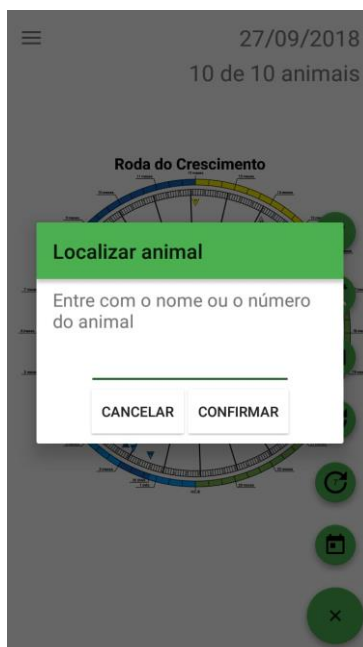 27/09/2018
10 de 10 animais
Roda do Crescimento
Localizar animal
Entre com o nome ou o número
do animal
CANCELAR
CONFIRMAR